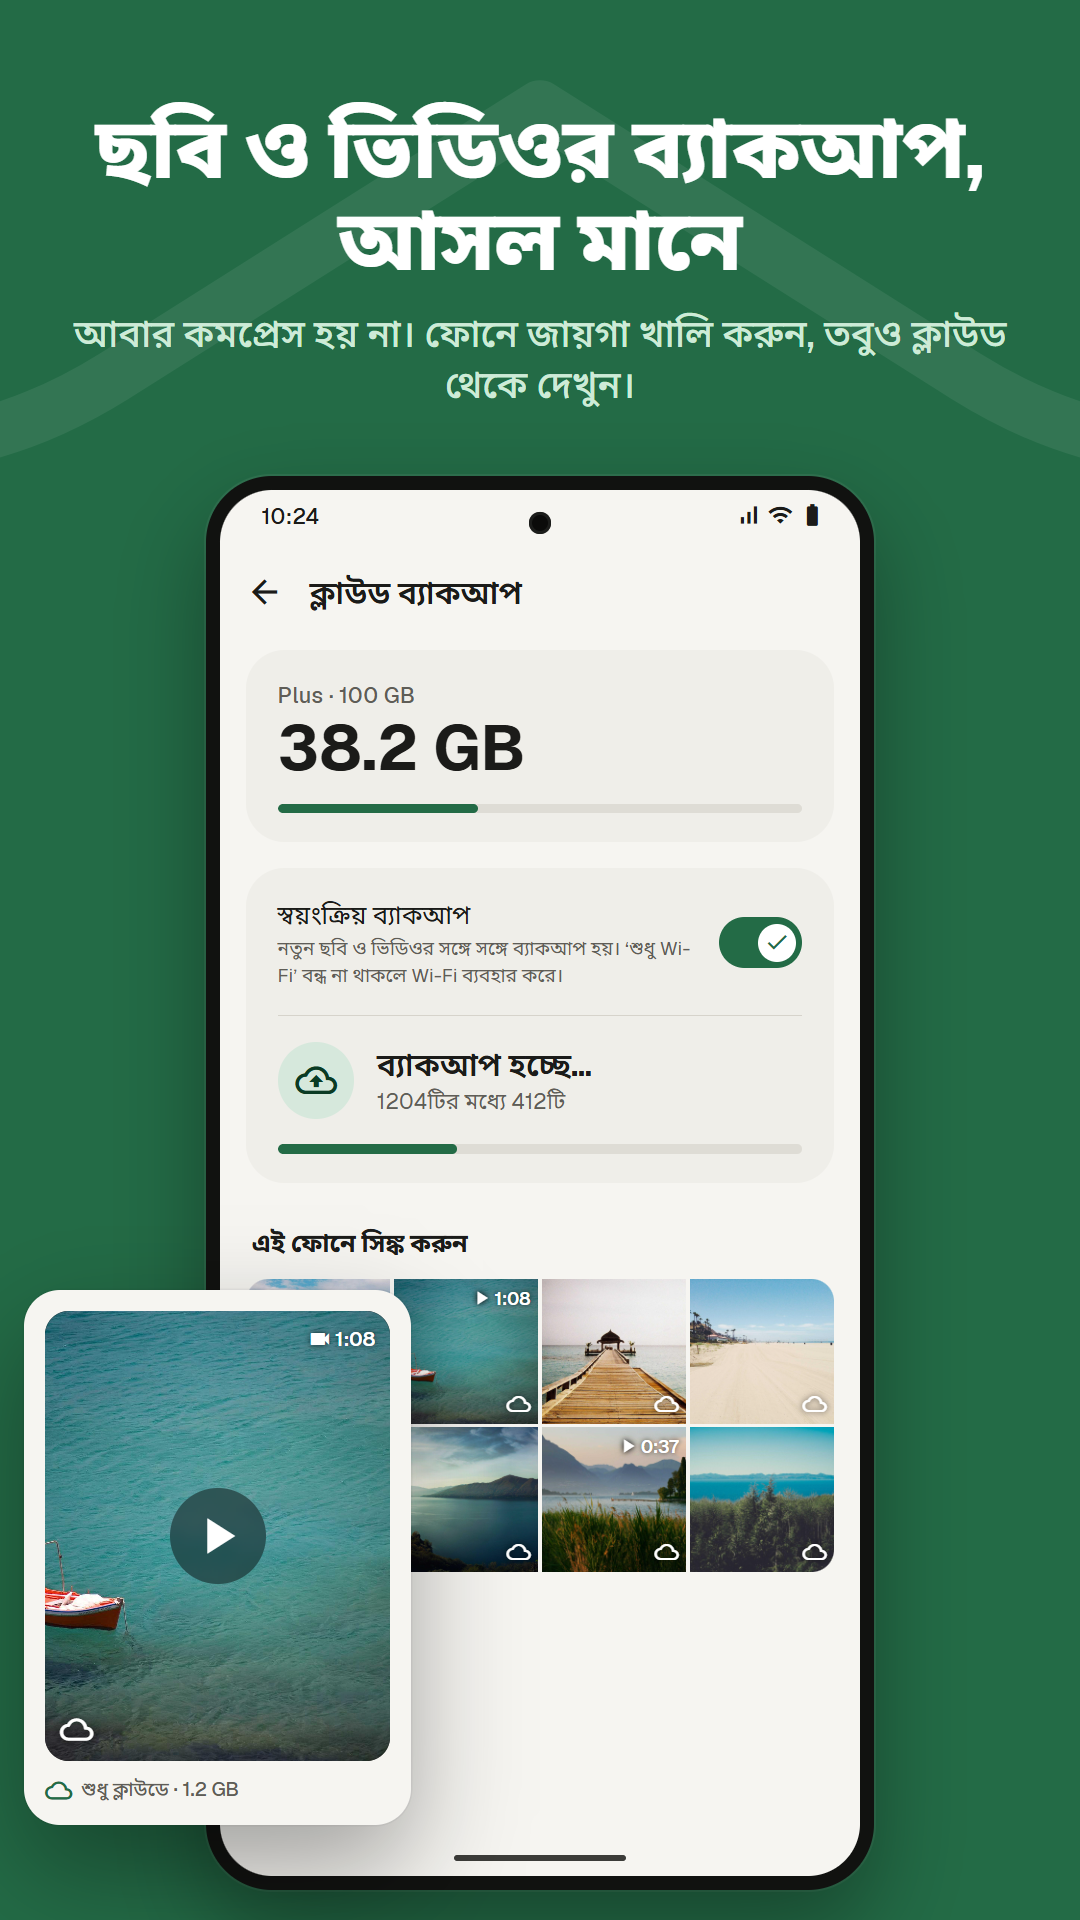 ছবি ও ভিডিওর ব্যাকআপ,
আসল মানে
আবার কমপ্রেস হয় না। ফোনে জায়গা খালি করুন, তবুও ক্লাউড
থেকে দেখুন।
10:24
ক্লাউড ব্যাকআপ
Plus · 100 GB
38.2 GB
স্বয়ংক্রিয় ব্যাকআপ
নতুন ছবি ও ভিডিওর সঙ্গে সঙ্গে ব্যাকআপ হয়। ‘শুধু Wi-
Fi’ বন্ধ না থাকলে Wi-Fi ব্যবহার করে।
ব্যাকআপ হচ্ছে...
1204টির মধ্যে 412টি
এই ফোনে সিঙ্ক করুন
1:08
1:08
0:37
শুধু ক্লাউডে · 1.2 GB